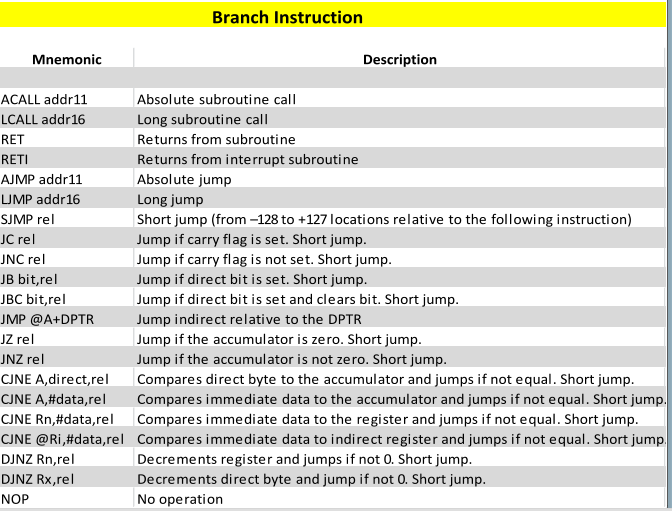 Branch Instruction
Mnemonic Description
ACALL addr11 Absolute subroutine call
LCALL addr16 Long subroutine call
RET Returns from subroutine
RETI Returns from interrupt subroutine
AJMP addr11 Absolute jump
LJMP addr16 Long jump
SJMP rel Short jump (from –128 to +127 locations relative to the following instruction)
JC rel Jump if carry flag is set. Short jump.
JNC rel Jump if carry flag is not set. Short jump.
JB bit,rel Jump if direct bit is set. Short jump.
JBC bit,rel Jump if direct bit is set and clears bit. Short jump.
JMP @A+DPTR Jump indirect relative to the DPTR
JZ rel Jump if the accumulator is zero. Short jump.
JNZ rel Jump if the accumulator is not zero. Short jump.
CJNE A,direct,rel Compares direct byte to the accumulator and jumps if not equal. Short jump.
CJNE A,#data,rel Compares immediate data to the accumulator and jumps if not equal. Short jump.
CJNE Rn,#data,rel Compares immediate data to the register and jumps if not equal. Short jump.
CJNE @Ri,#data,rel Compares immediate data to indirect register and jumps if not equal. Short jump.
DJNZ Rn,rel Decrements register and jumps if not 0. Short jump.
DJNZ Rx,rel Decrements direct byte and jump if not 0. Short jump.
NOP No operation